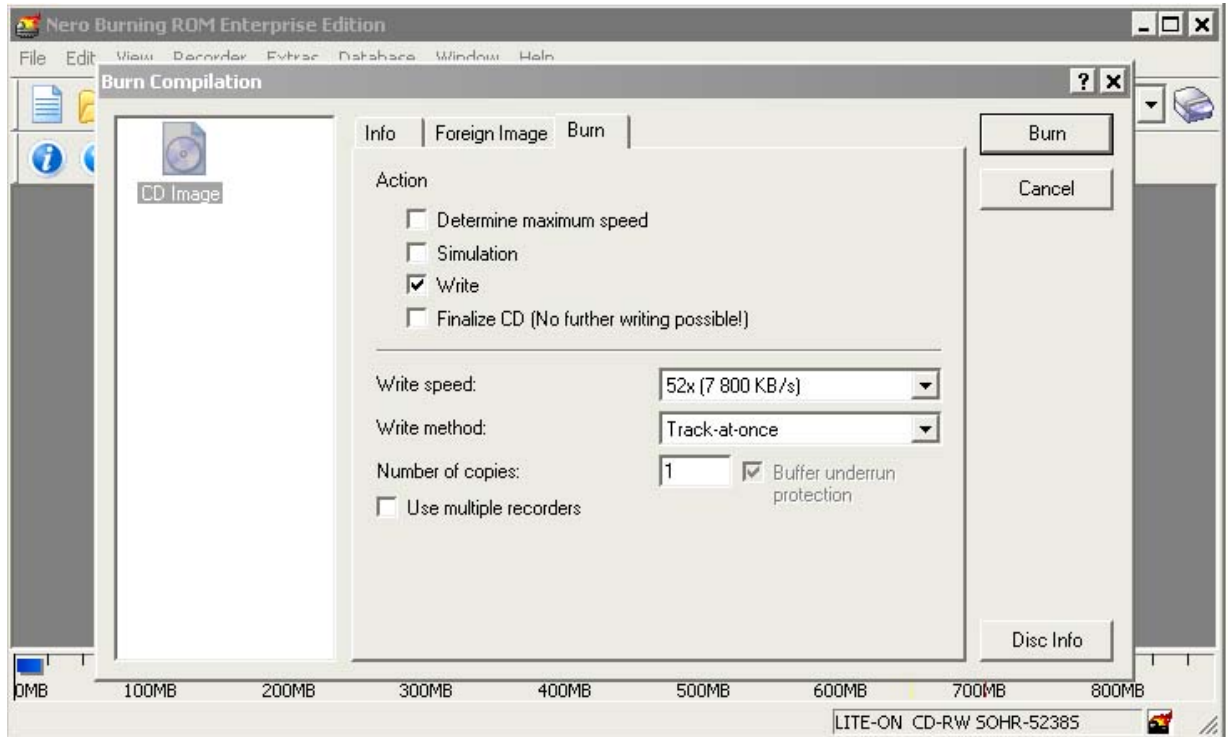 Nero Burning ROM Enterprise Edition
File Edit View Recorder Extras Database Window Help
Burn Compilation
CD Image
Info Foreign Image Burn
Burn
Cancel
Action
Determine maximum speed
Simulation
Write
Finalize CD (No further writing possible!)
Write speed: 52x (7 800 KB/s)
Write method: Track-at-once
Number of copies: 1 Buffer underrun
protection
Use multiple recorders
Disc Info
0MB 100MB 200MB 300MB 400MB 500MB 600MB 700MB 800MB
LITE-ON CD-RW SOHR-5238S